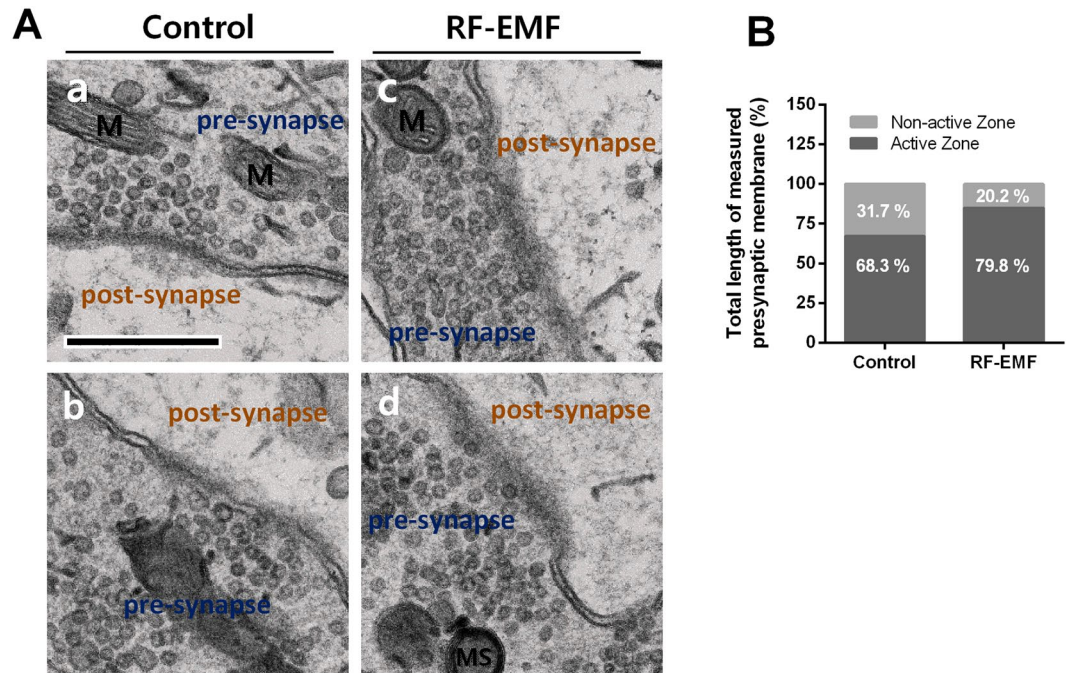 A
Control
RF-EMF
a
M
pre-synapse
M
post-synapse
c
M
post-synapse
pre-synapse
b
post-synapse
pre-synapse
d
post-synapse
pre-synapse
MS
B
Total length of measured
presynaptic membrane (%)
150
125
100
75
50
25
0
Non-active Zone
Active Zone
31.7 %
68.3 %
20.2 %
79.8 %
Control
RF-EMF